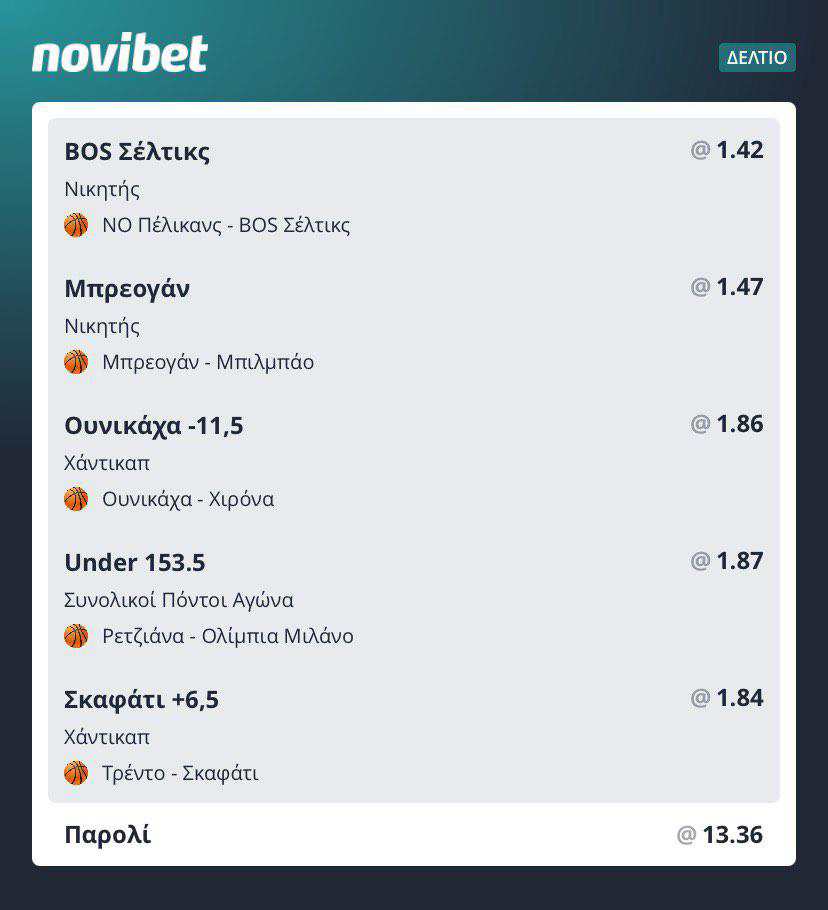 novibet
ΔΕΛΤΙΟ
BOS Σέλτικς @ 1.42
Νικητής
ΝΟ Πέλικανς - BOS Σέλτικς
Μπρεογάν @ 1.47
Νικητής
Μπρεογάν - Μπιλμπάο
Ουνικάχα -11,5 @ 1.86
Χάντικαπ
Ουνικάχα - Χιρόνα
Under 153.5 @ 1.87
Συνολικοί Πόντοι Αγώνα
Ρετζιάνα - Ολίμπια Μιλάνο
Σκαφάτι +6,5 @ 1.84
Χάντικαπ
Τρέντο - Σκαφάτι
Παρολί @ 13.36